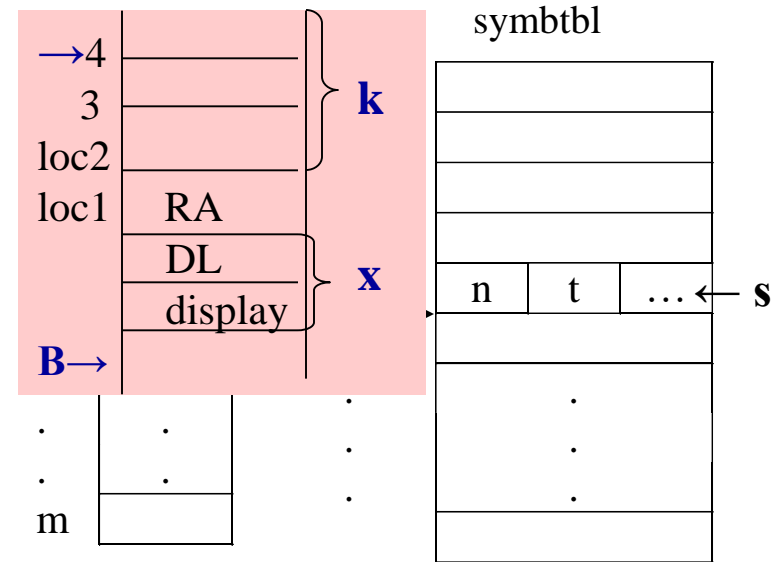 symbtbl
→4
3
k
loc2
loc1 RA
DL
x
display
n t … ← s
B→
. . . .
. . . .
. . . .
m